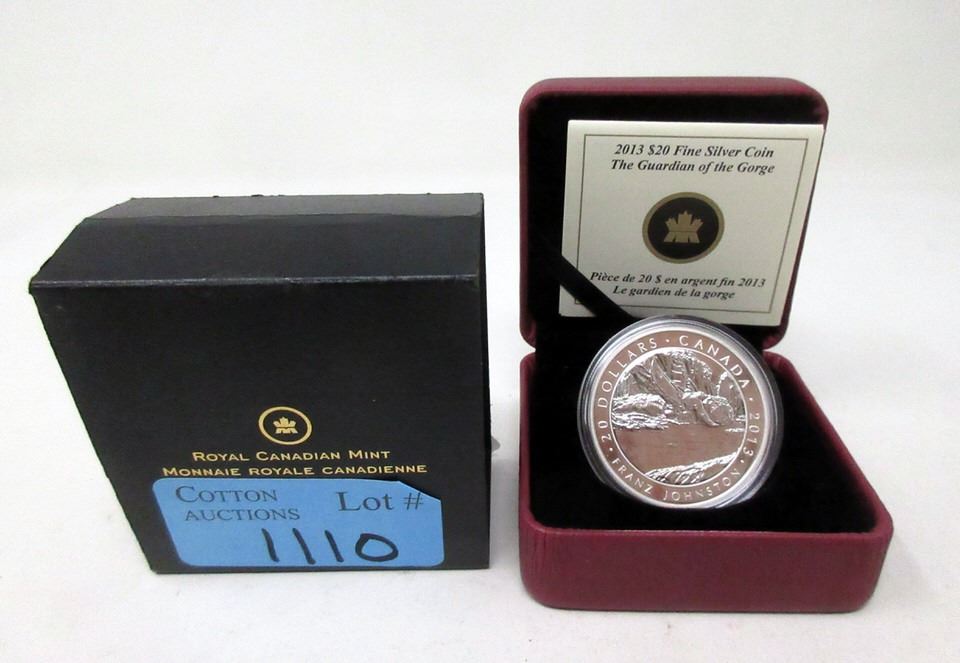 ROYAL CANADIAN MINT
MONNAIE ROYALE CANADIENNE
COTTON
AUCTIONS
Lot #
1110
2013 $20 Fine Silver Coin
The Guardian of the Gorge
Pièce de 20 $ en argent fin 2013
Le gardien de la gorge
20 DOLLARS • CANADA • 2013 •
FRANZ JOHNSTON •